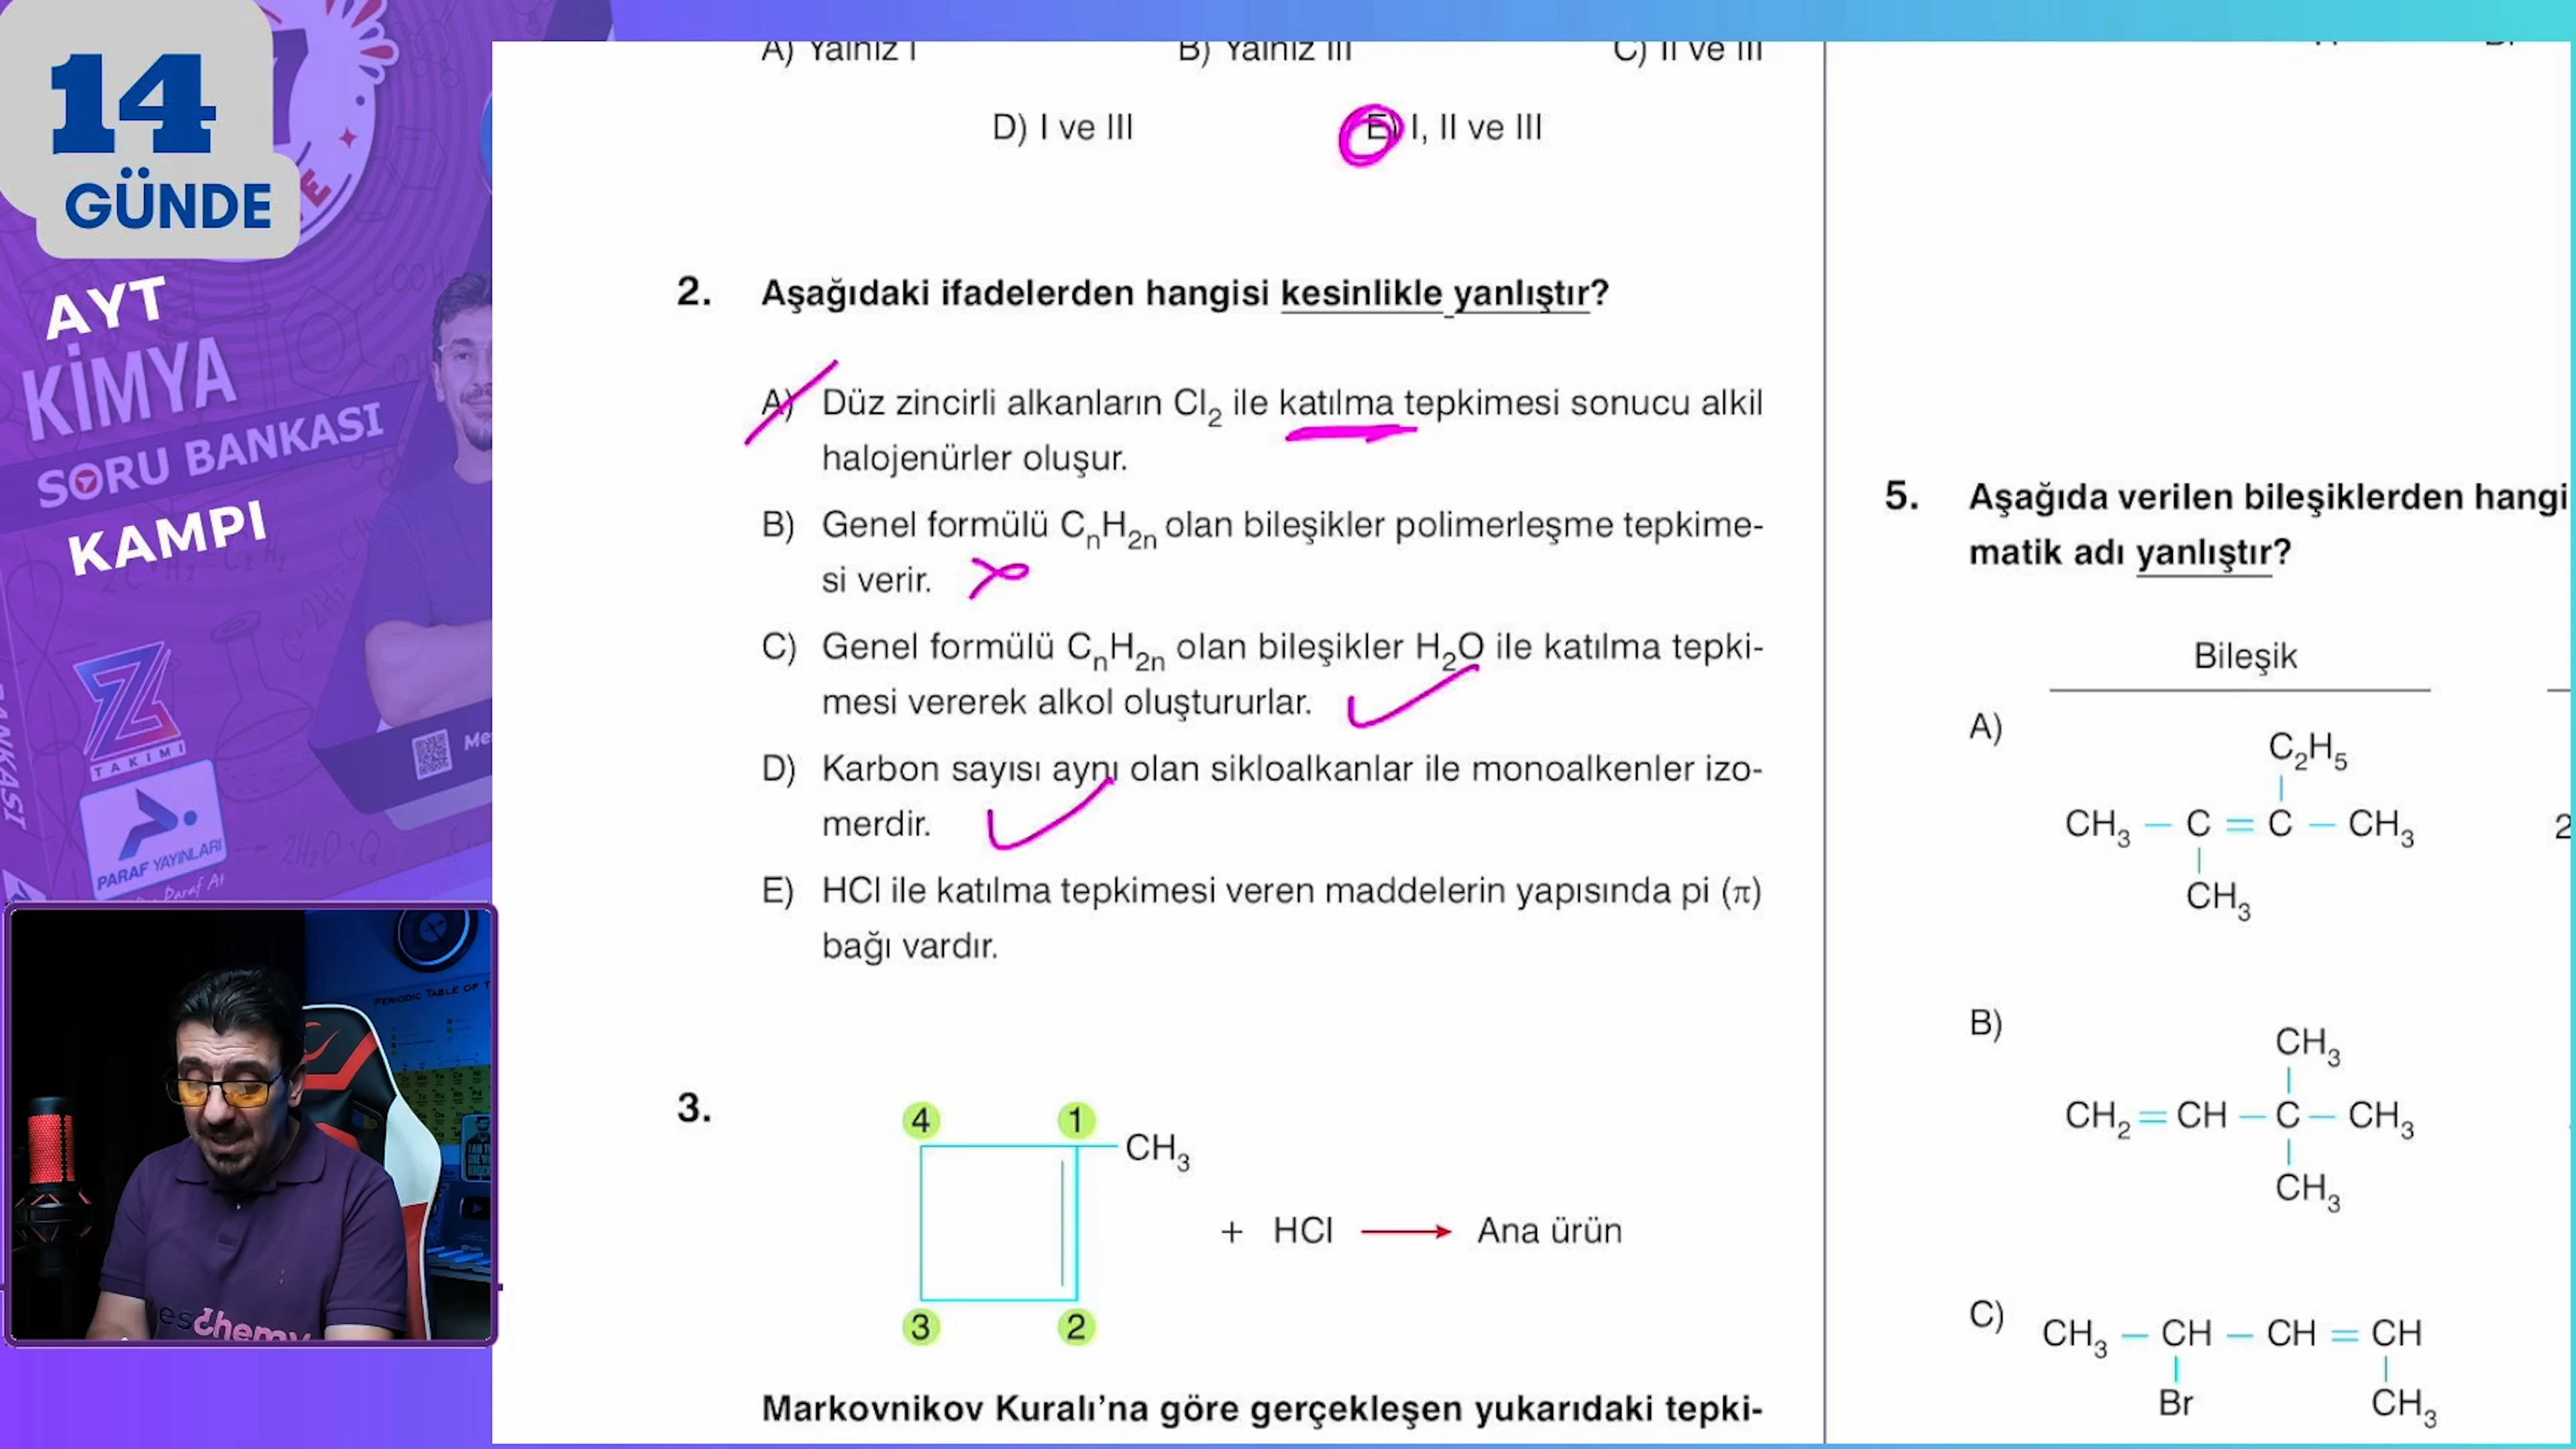 14
GÜNDE
AYT
KİMYA
SORU BANKASI
KAMPI
TAKIMI
PARAF YAYINLARI
A) Yalnız I B) Yalnız III C) II ve III
D) I ve III E) I, II ve III
2. Aşağıdaki ifadelerden hangisi kesinlikle yanlıştır?
A) Düz zincirli alkanların Cl₂ ile katılma tepkimesi sonucu alkil
halojenürler oluşur.
B) Genel formülü CₙH₂ₙ olan bileşikler polimerleşme tepkime-
si verir.
C) Genel formülü CₙH₂ₙ olan bileşikler H₂O ile katılma tepki-
mesi vererek alkol oluştururlar.
D) Karbon sayısı aynı olan sikloalkanlar ile monoalkenler izo-
merdir.
E) HCl ile katılma tepkimesi veren maddelerin yapısında pi (π)
bağı vardır.
3.
4 1
CH₃
+ HCl → Ana ürün
3 2
Markovnikov Kuralı'na göre gerçekleşen yukarıdaki tepki-
5. Aşağıda verilen bileşiklerden hangi
matik adı yanlıştır?
Bileşik
A)
C₂H₅
CH₃ – C = C – CH₃
CH₃
B)
CH₃
CH₂ = CH – C – CH₃
CH₃
C)
CH₃ – CH – CH = CH
Br CH₃